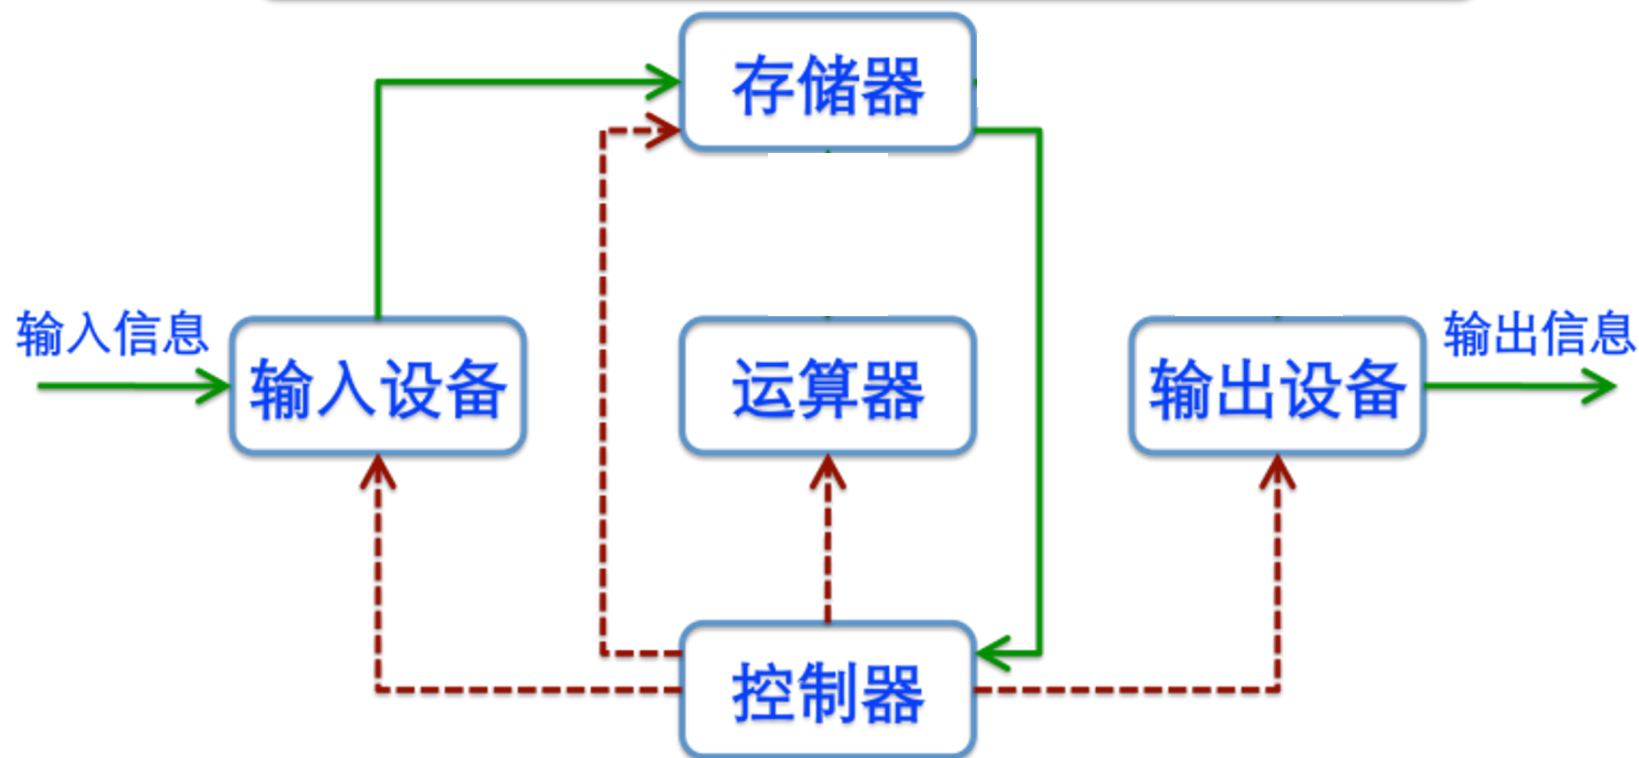 存储器
输入信息
输入设备
运算器
输出设备
输出信息
控制器